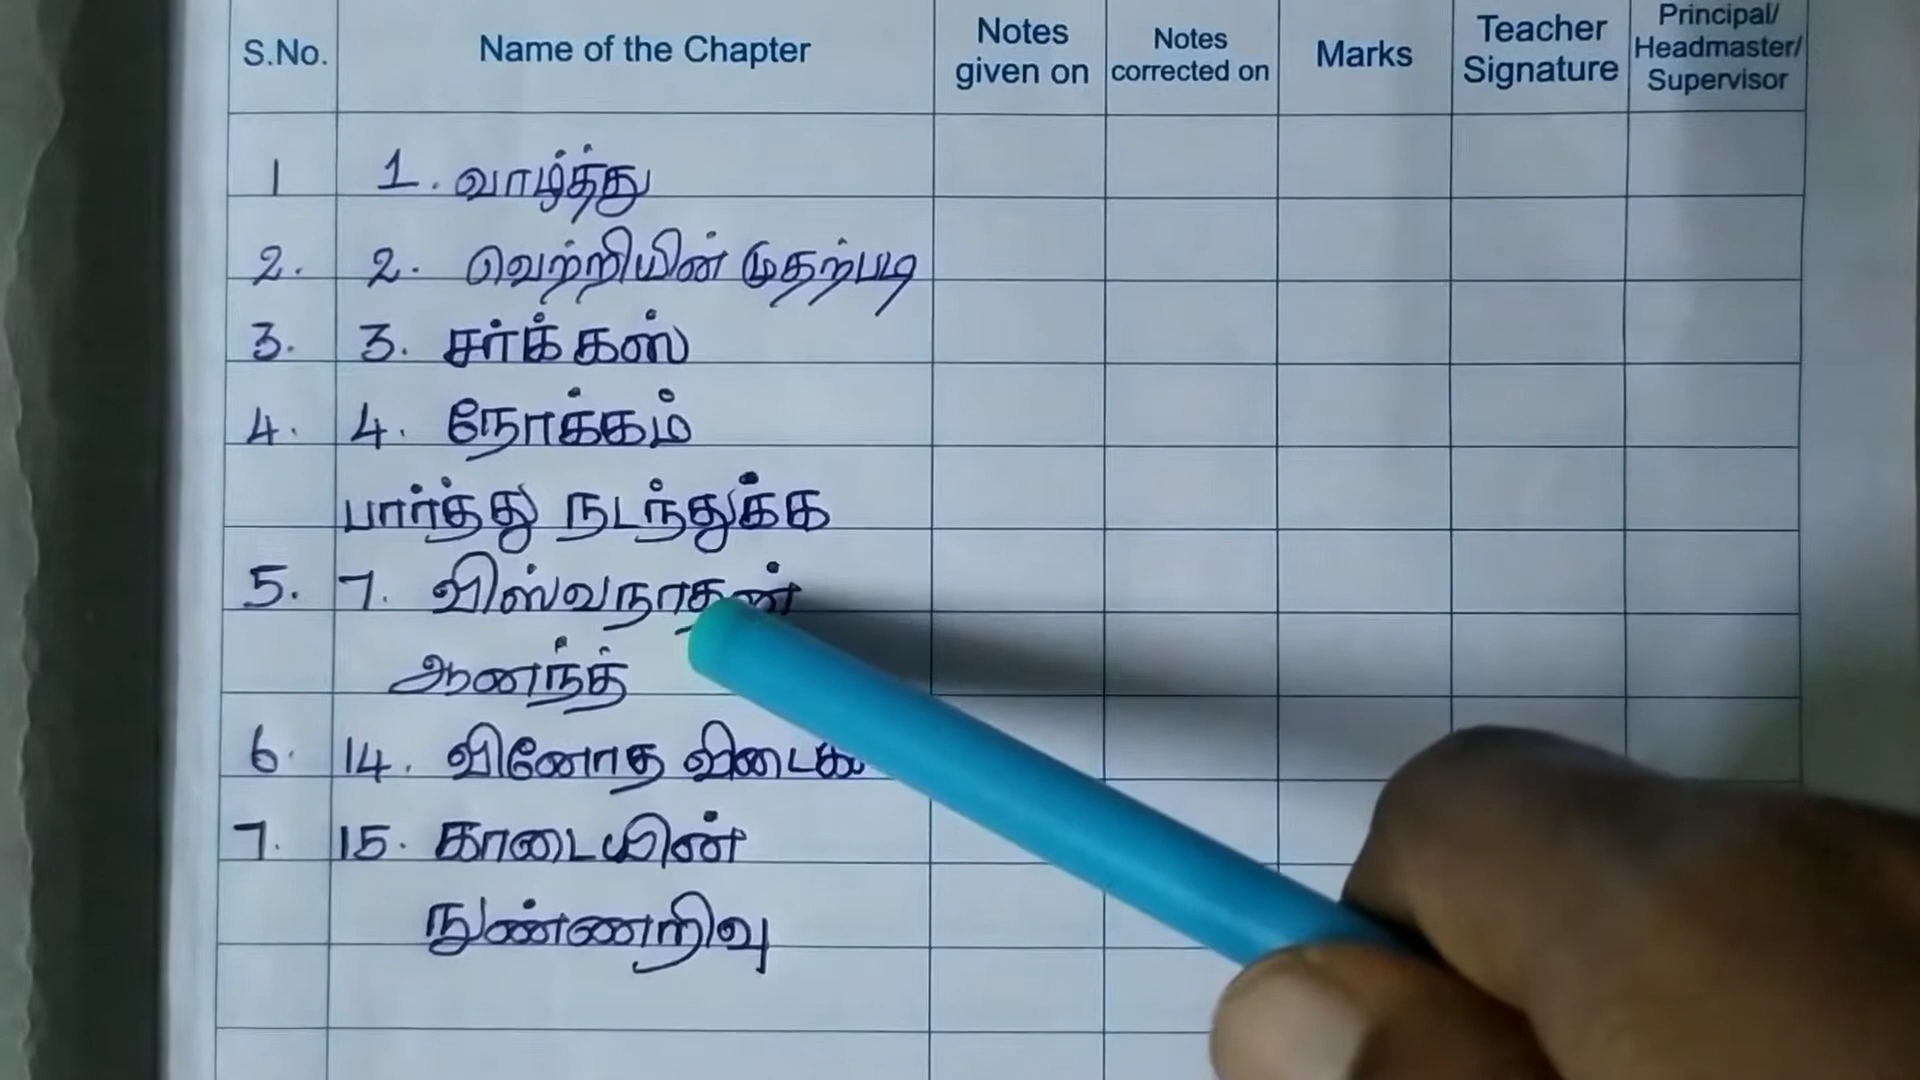 S.No. Name of the Chapter Notes given on Notes corrected on Marks Teacher Signature Principal/ Headmaster/ Supervisor
1 1. வாழ்த்து
2. 2. வெற்றியின் முதற்படி
3. 3. சர்க்கஸ்
4. 4. நோக்கம்
பார்த்து நடந்துக்க
5. 7. விஸ்வநாதன்
ஆனந்த்
6. 14. வினோத
7. 15. காடையின்
நுண்ணறிவு